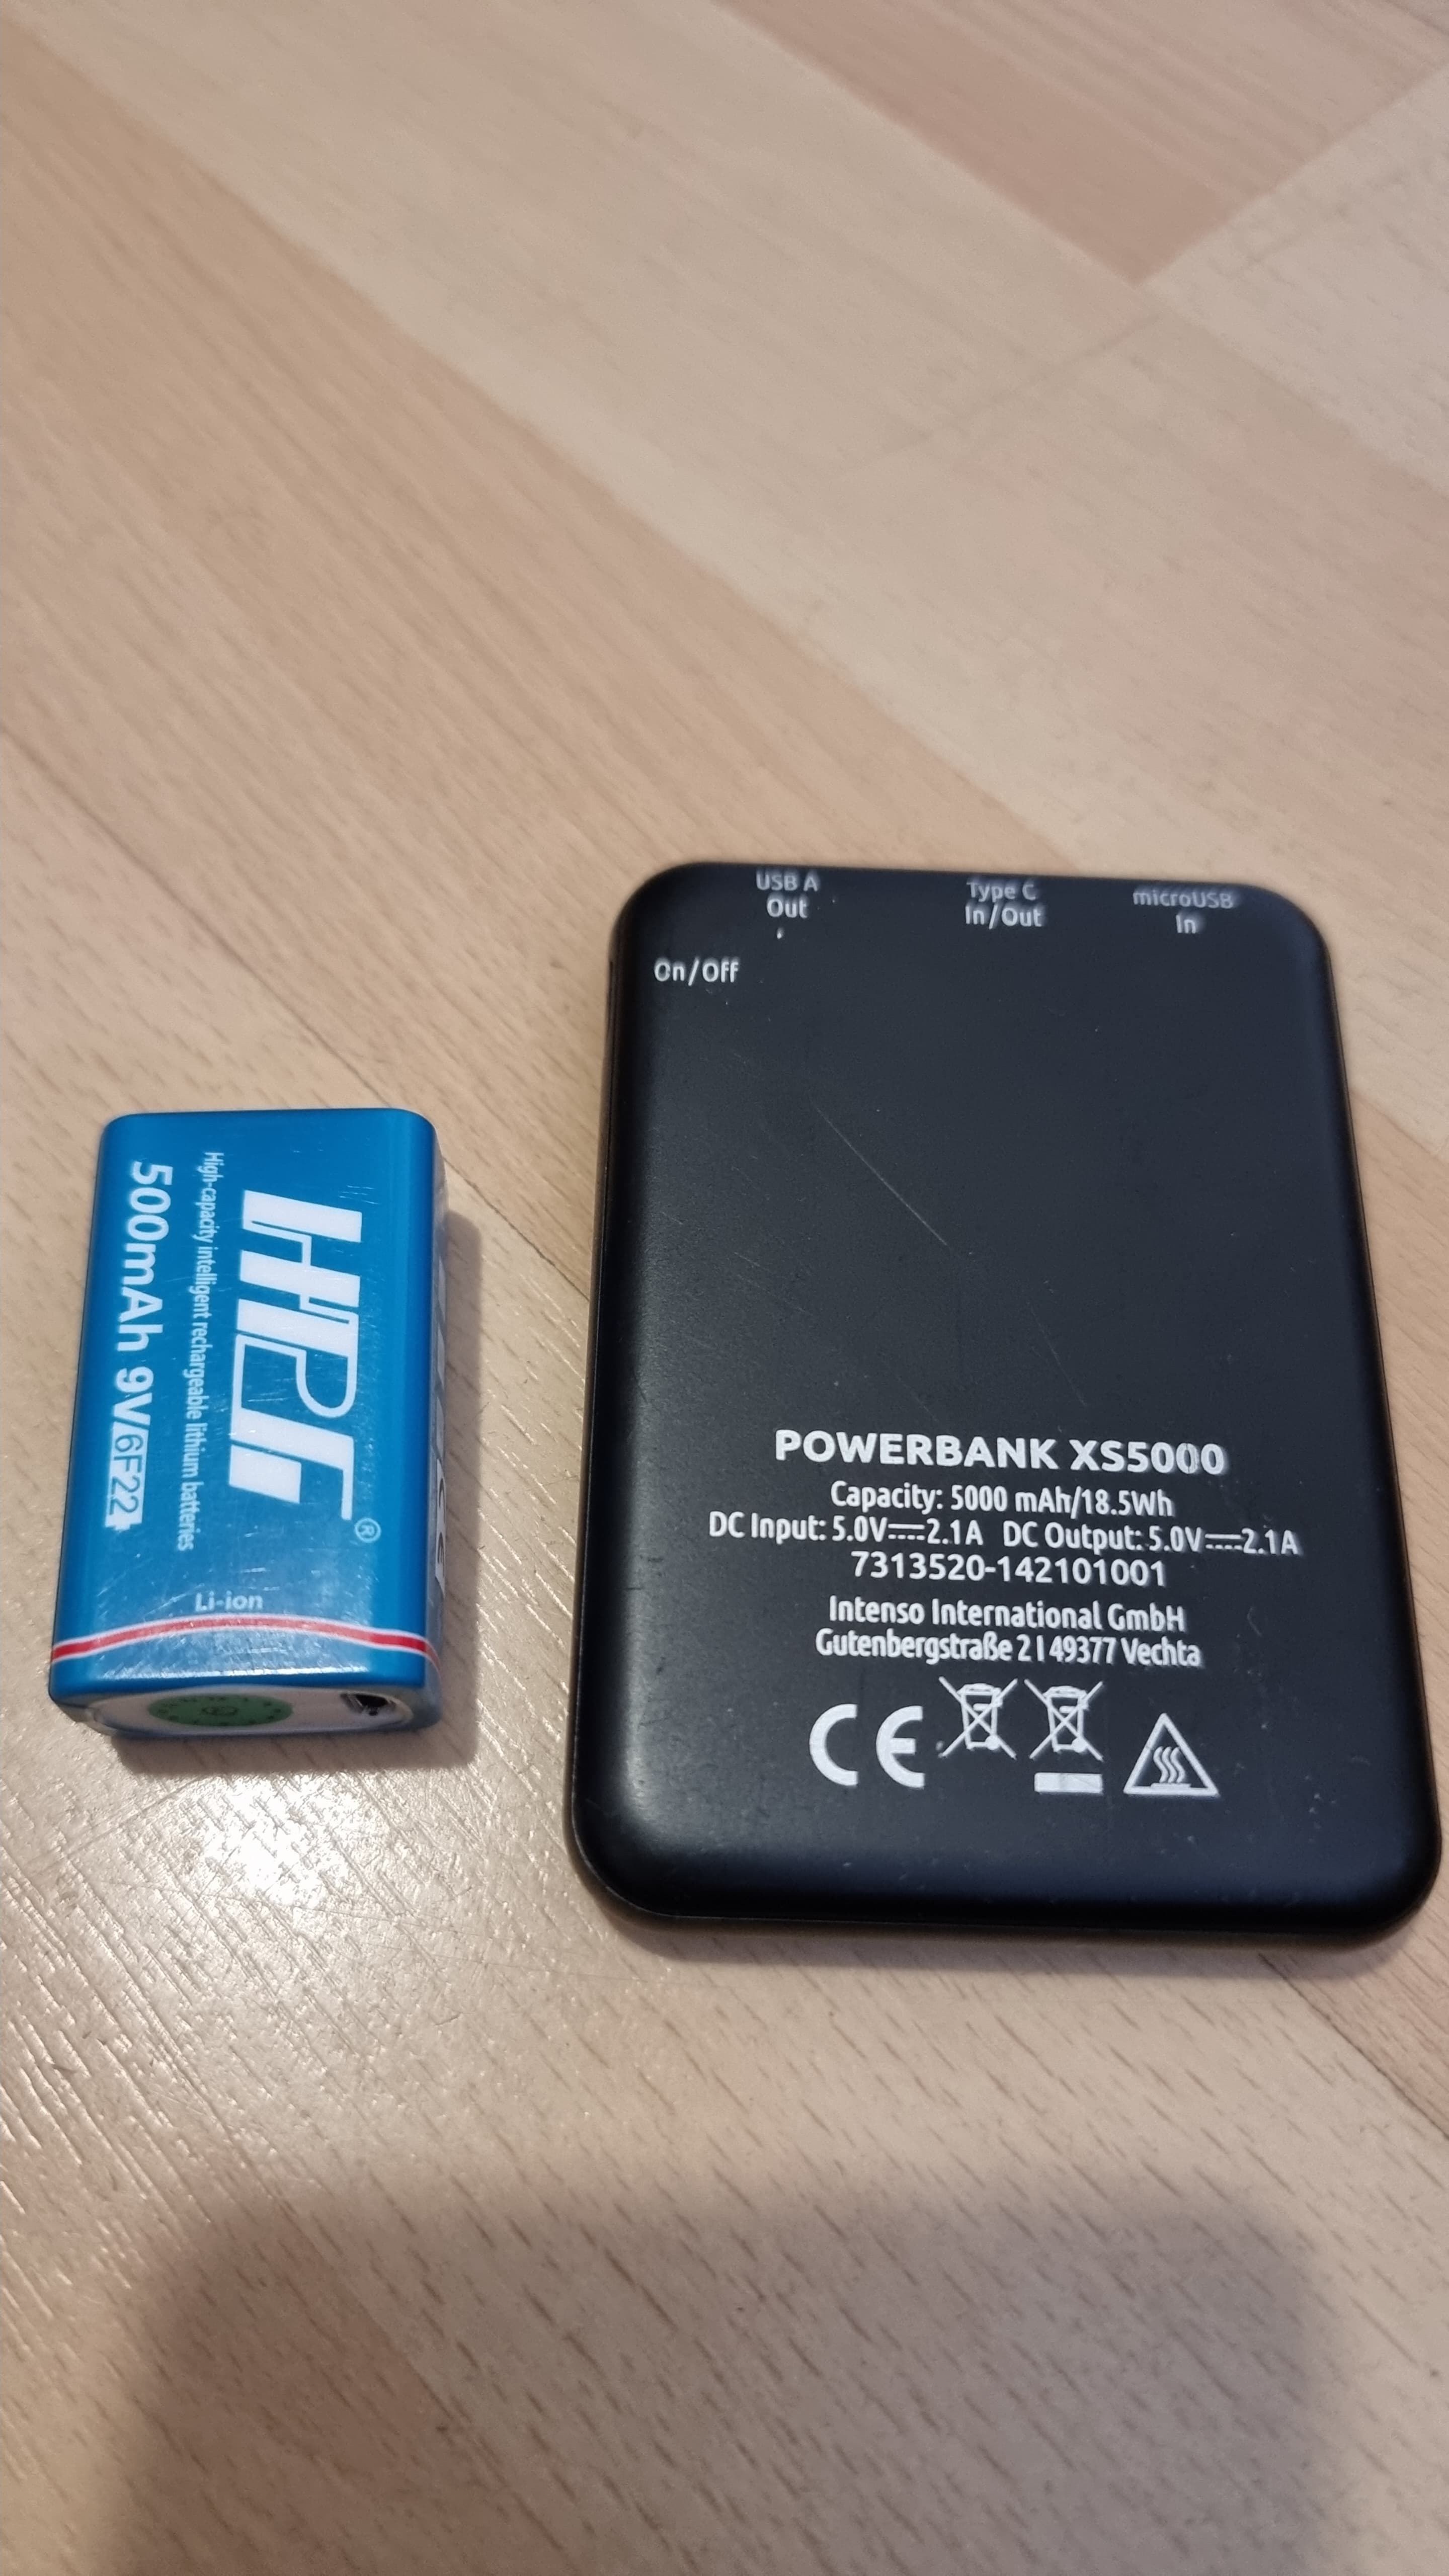 HPL®
High-capacity intelligent rechargeable lithium batteries
500mAh 9V/6F22
Li-ion
USB A
Out
Type C
In/Out
microUSB
In
On/Off
POWERBANK XS5000
Capacity: 5000 mAh/18.5Wh
DC Input: 5.0V⎓2.1A DC Output: 5.0V⎓2.1A
7313520-142101001
Intenso International GmbH
Gutenbergstraße 2 | 49377 Vechta
CE